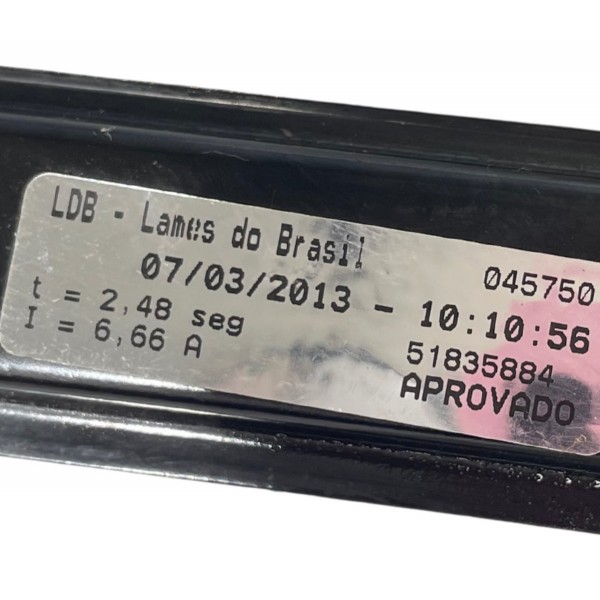 LDB - Lames do Brasil 045750
07/03/2013 - 10:10:56
t = 2,48 seg 51835884
I = 6,66 A APROVADO